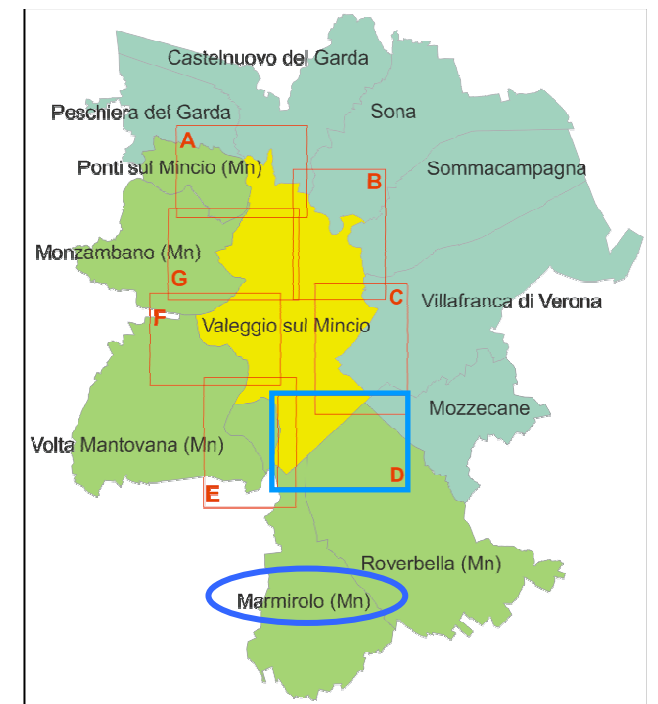 Castelnuovo del Garda
Peschiera del Garda
Sona
A
Ponti sul Mincio (Mn)
B
Sommacampagna
Monzambano (Mn)
G
C
Villafranca di Verona
F
Valeggio sul Mincio
Mozzecane
Volta Mantovana (Mn)
D
E
Roverbella (Mn)
Marmirolo (Mn)